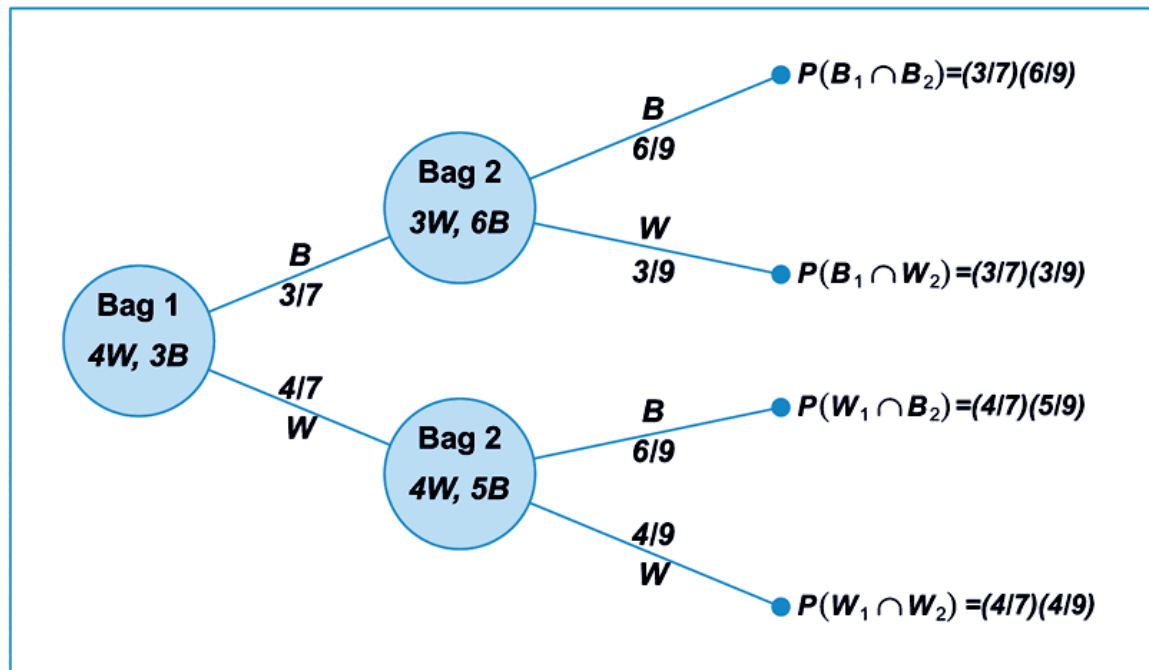 Bag 1
4W, 3B
B
3/7
4/7
W
Bag 2
3W, 6B
B
6/9
W
3/9
Bag 2
4W, 5B
B
6/9
4/9
W
P(B₁ ∩ B₂)=(3/7)(6/9)
P(B₁ ∩ W₂)=(3/7)(3/9)
P(W₁ ∩ B₂)=(4/7)(5/9)
P(W₁ ∩ W₂) =(4/7)(4/9)